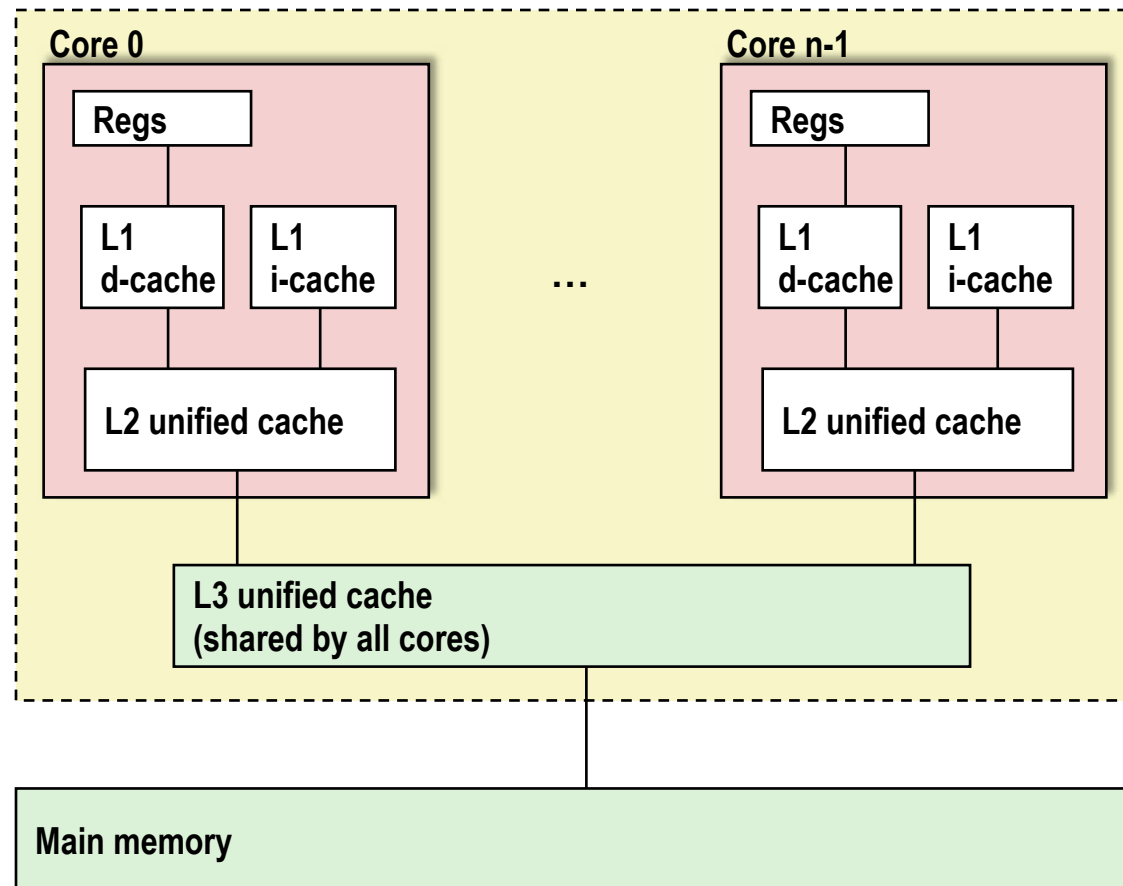 Core 0
Regs
L1
d-cache
L1
i-cache
L2 unified cache
...
Core n-1
Regs
L1
d-cache
L1
i-cache
L2 unified cache
L3 unified cache
(shared by all cores)
Main memory